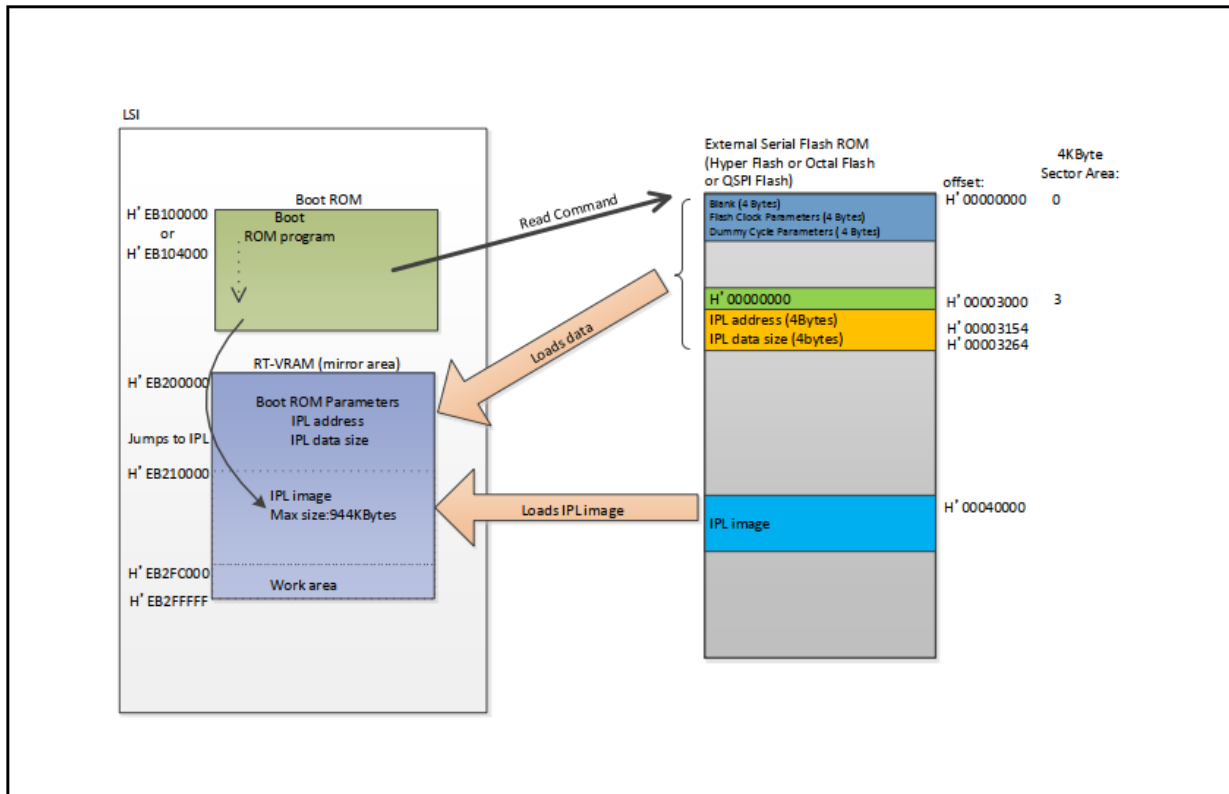 LSI
Boot ROM
H' EB100000
or
H' EB104000
Boot
ROM program
Read Command
External Serial Flash ROM
(Hyper Flash or Octal Flash
or QSPI Flash)
offset:
4KByte
Sector Area:
Blank (4 Bytes)
Flash Clock Parameters (4 Bytes)
Dummy Cycle Parameters ( 4 Bytes)
H' 00000000
0
H' 00000000
H' 00003000
3
IPL address (4Bytes)
IPL data size (4bytes)
H' 00003154
H' 00003264
Loads data
RT-VRAM (mirror area)
H' EB200000
Boot ROM Parameters
IPL address
IPL data size
Jumps to IPL
H' EB210000
IPL image
Max size:944KBytes
Loads IPL image
IPL image
H' 00040000
H' EB2FC000
Work area
H' EB2FFFFF